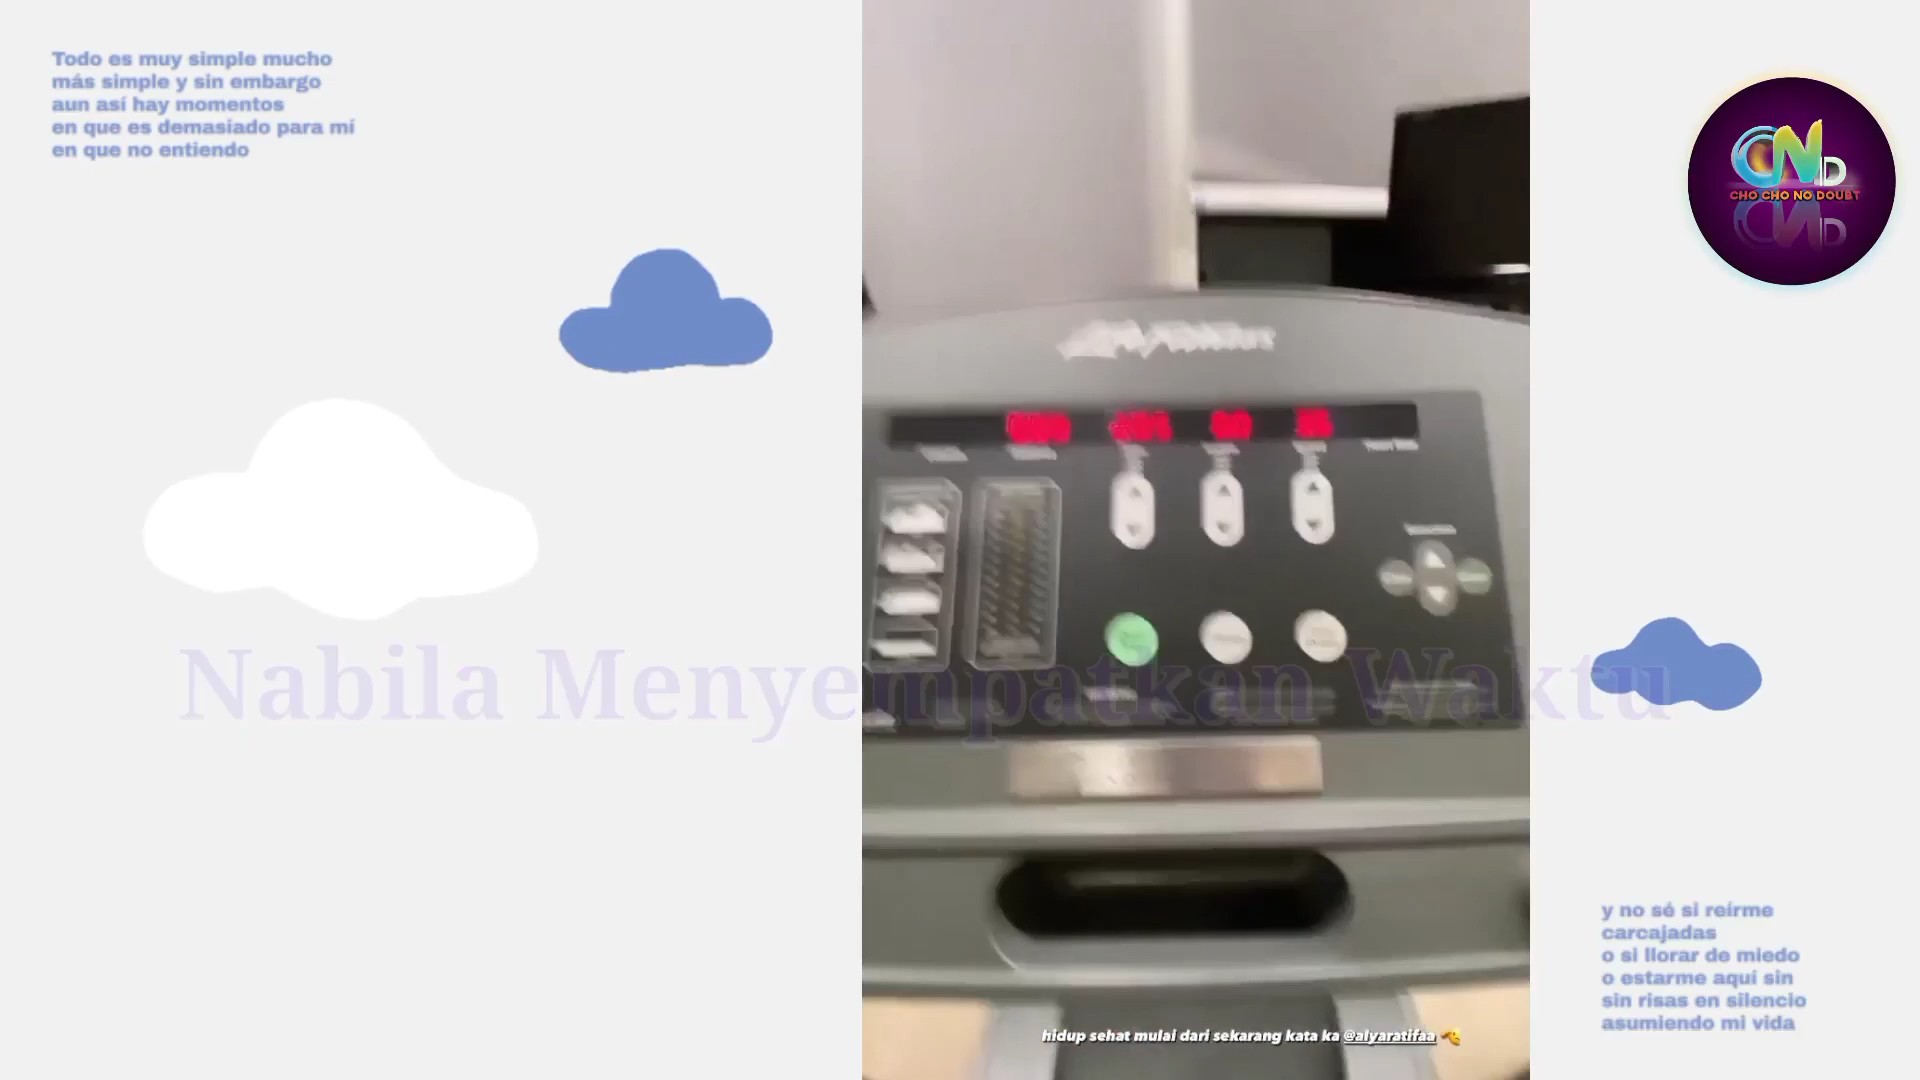 Todo es muy simple mucho
más simple y sin embargo
aun así hay momentos
en que es demasiado para mí
en que no entiendo
CND
CHO CHO NO DOUBT
Nabila Menyempatkan Waktu
y no sé si reírme
carcajadas
o si llorar de miedo
o estarme aquí sin
sin risas en silencio
asumiendo mi vida
hidup sehat mulai dari sekarang kata ka @alyaratifaa